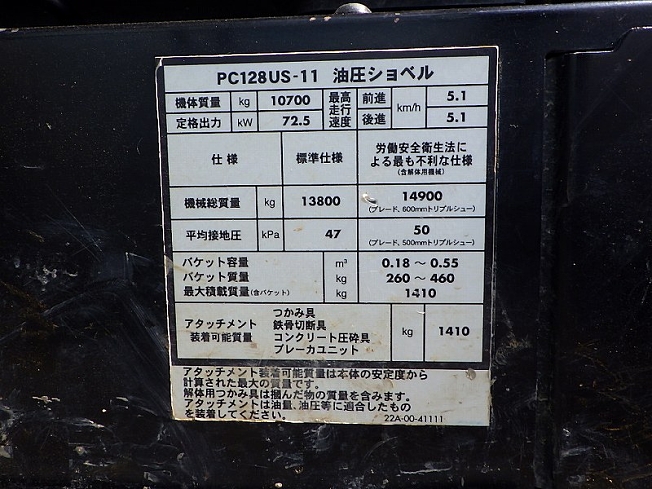 PC128US-11 油圧ショベル
機体質量 kg 10700 最高走行速度 前進 km/h 5.1
定格出力 kW 72.5 後進 5.1
仕様 標準仕様 労働安全衛生法による最も不利な仕様
(含解体用機械)
機械総質量 kg 13800 14900
(ブレード、600mmトリプルシュー)
平均接地圧 kPa 47 50
(ブレード、500mmトリプルシュー)
バケット容量 m³ 0.18～0.55
バケット質量 kg 260～460
最大積載質量(含バケット) kg 1410
アタッチメント装着可能質量 つかみ具 kg 1410
鉄骨切断具
コンクリート圧砕具
ブレーカユニット
アタッチメント装着可能質量は本体の安定度から
計算された最大の質量です。
解体用つかみ具は掴んだ物の質量を含みます。
アタッチメントは油量、油圧等に適合したもの
を装着してください。 22A-00-41111